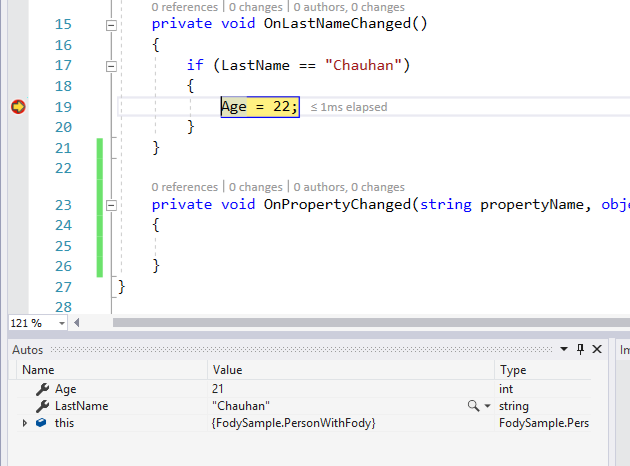 0 references | 0 changes | 0 authors, 0 changes
15 private void OnLastNameChanged()
16 {
17 if (LastName == "Chauhan")
18 {
19 Age = 22; ≤ 1ms elapsed
20 }
21 }
22
0 references | 0 changes | 0 authors, 0 changes
23 private void OnPropertyChanged(string propertyName, obje
24 {
25
26 }
27 }
28
121 %
Autos
Im
Name Value Type
Age 21 int
LastName "Chauhan" string
this {FodySample.PersonWithFody} FodySample.Pers